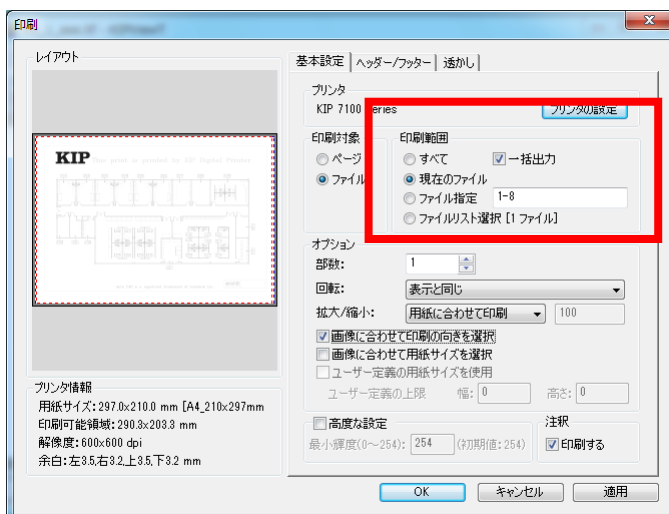 印刷
レイアウト
KIP
プリンタ情報
用紙サイズ:297.0x210.0 mm [A4_210x297mm
印刷可能領域:290.3x203.3 mm
解像度:600x600 dpi
余白:左3.5,右3.2,上3.5,下3.2 mm
基本設定 ヘッダー/フッター 透かし
プリンタ
KIP 7100 Series
プリンタの設定
印刷対象
ページ
ファイル
印刷範囲
すべて 一括出力
現在のファイル
ファイル指定 1-8
ファイルリスト選択 [1 ファイル]
オプション
部数: 1
回転: 表示と同じ
拡大/縮小: 用紙に合わせて印刷 100
画像に合わせて印刷の向きを選択
画像に合わせて用紙サイズを選択
ユーザー定義の用紙サイズを使用
ユーザー定義の上限 幅: 0 高さ: 0
高度な設定
最小輝度(0~254): 254 (初期値: 254)
注釈
印刷する
OK キャンセル 適用